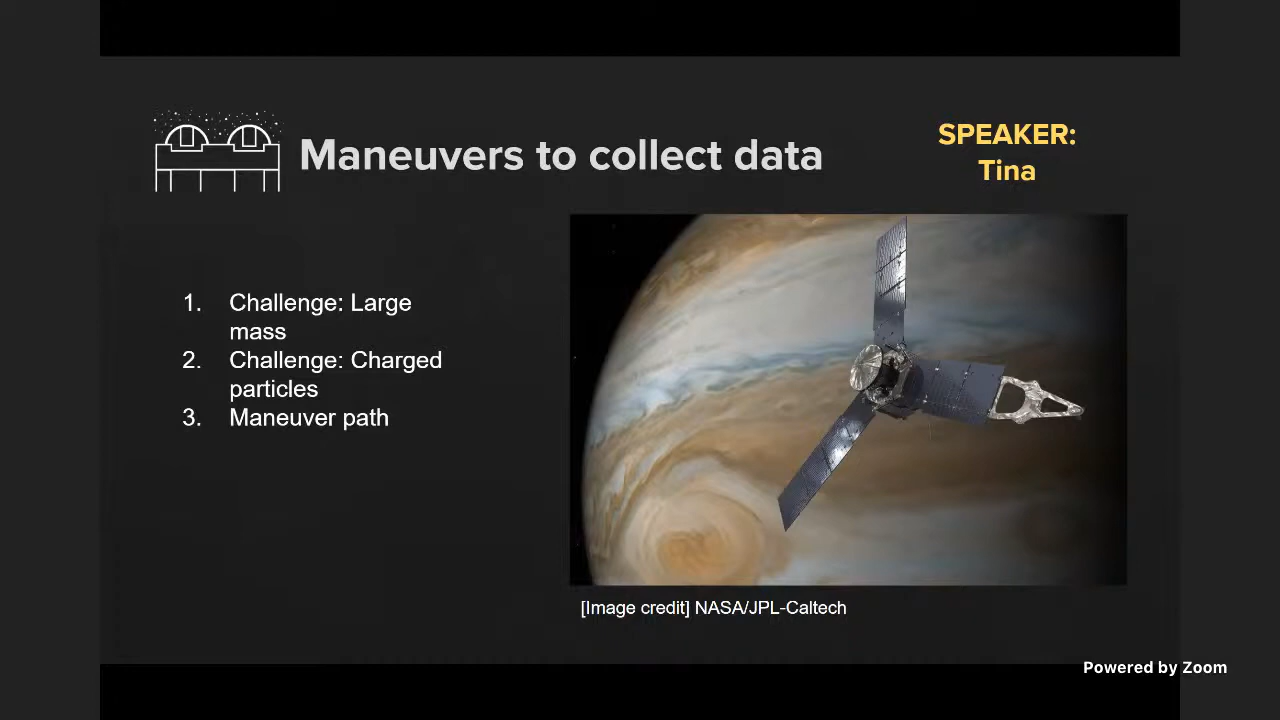 Maneuvers to collect data
SPEAKER:
Tina
1. Challenge: Large
mass
2. Challenge: Charged
particles
3. Maneuver path
[Image credit] NASA/JPL-Caltech
Powered by Zoom